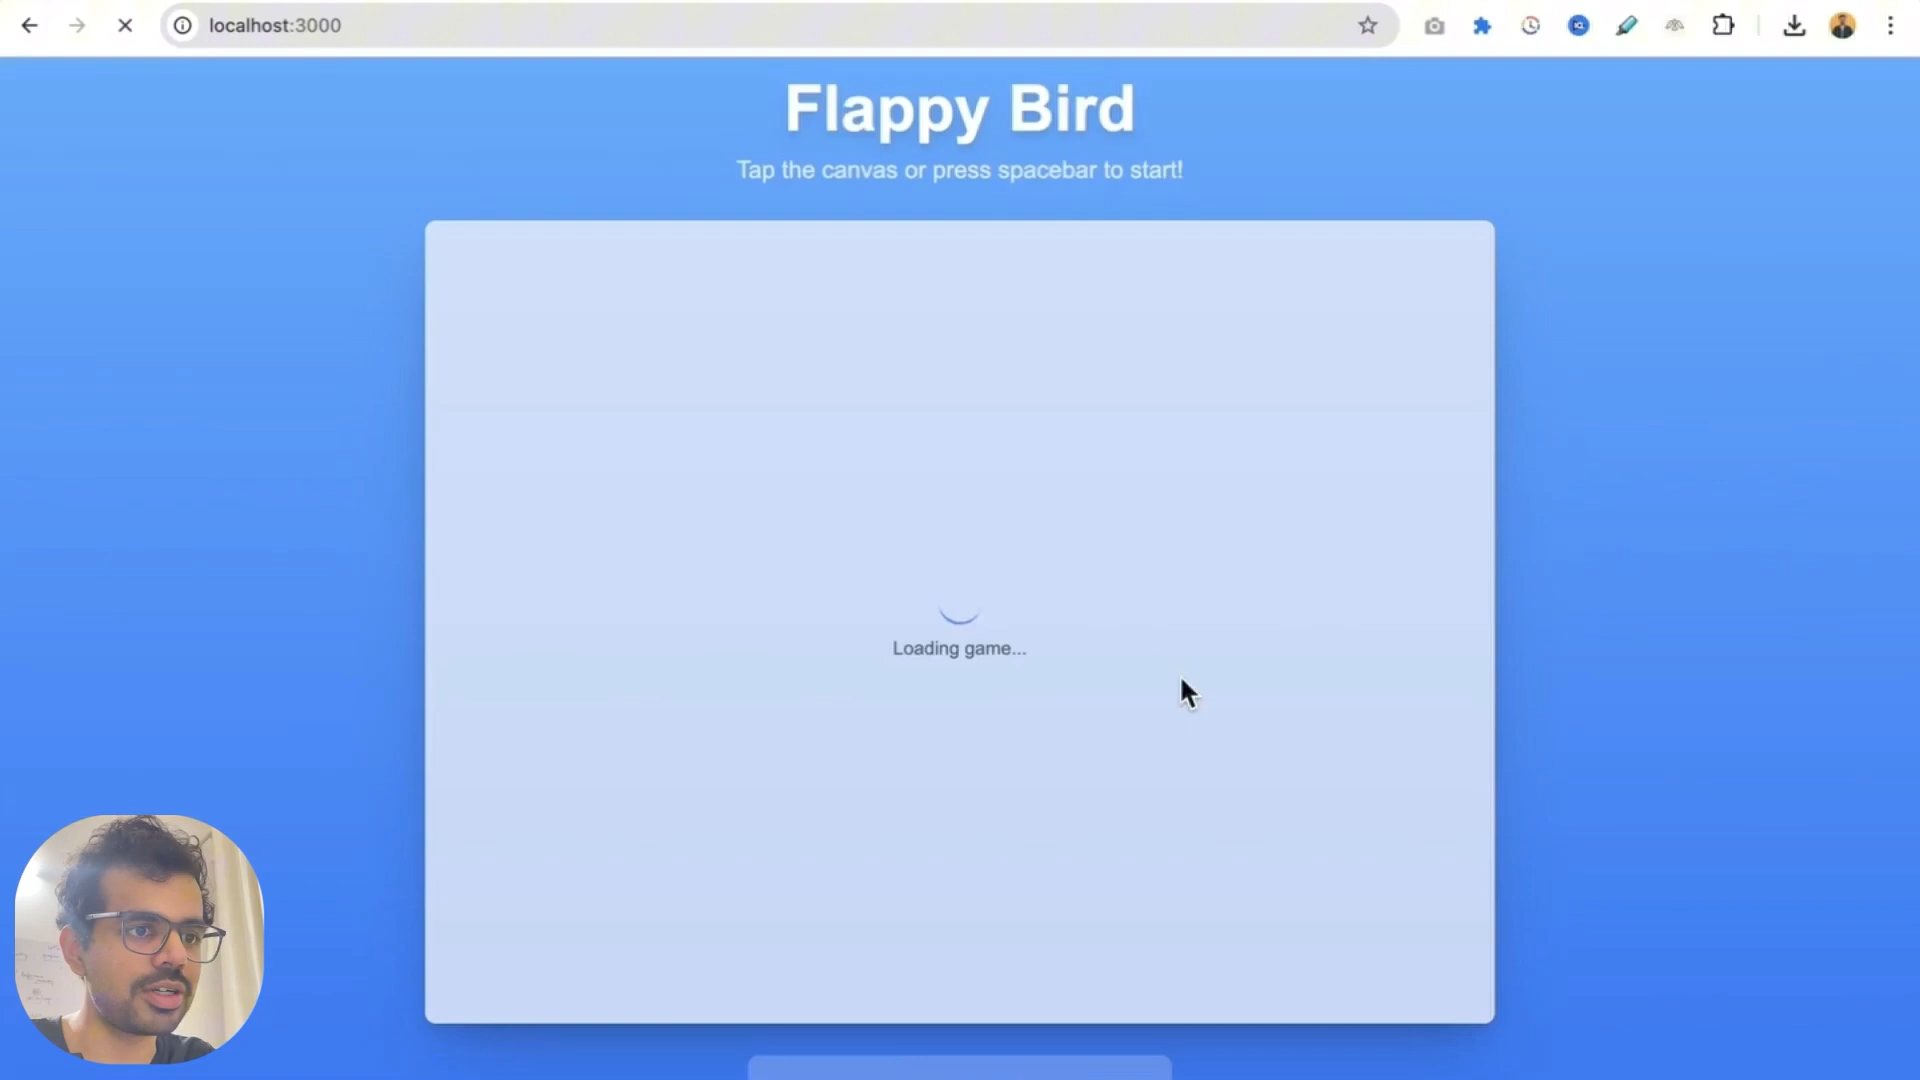 localhost:3000
Flappy Bird
Tap the canvas or press spacebar to start!
Loading game...